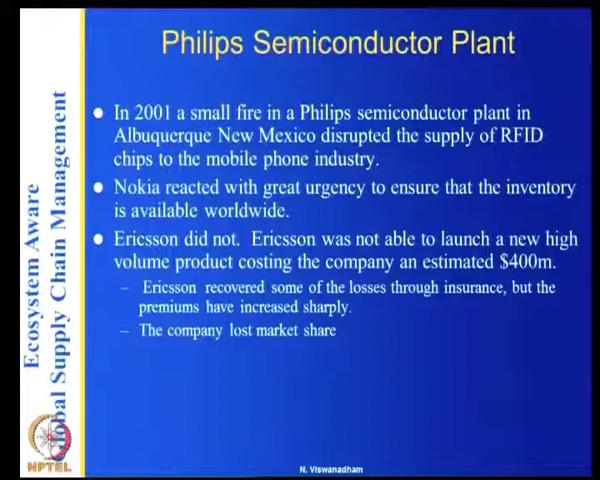 Philips Semiconductor Plant
In 2001 a small fire in a Philips semiconductor plant in
Albuquerque New Mexico disrupted the supply of RFID
chips to the mobile phone industry.
Nokia reacted with great urgency to ensure that the inventory
is available worldwide.
Ericsson did not. Ericsson was not able to launch a new high
volume product costing the company an estimated $400m.
– Ericsson recovered some of the losses through insurance, but the
premiums have increased sharply.
– The company lost market share
Ecosystem Aware
Global Supply Chain Management
NPTEL
N. Viswanadham